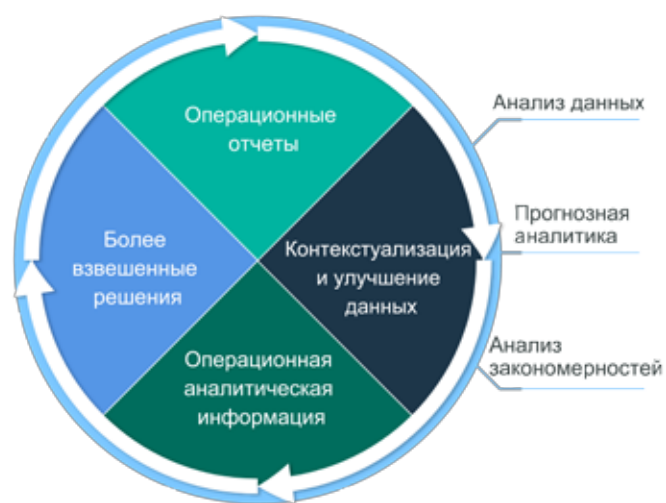 Операционные
отчеты
Контекстуализация
и улучшение
данных
Операционная
аналитическая
информация
Более
взвешенные
решения
Анализ данных
Прогнозная
аналитика
Анализ
закономерностей